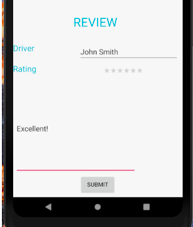 REVIEW
Driver John Smith
Rating
Excellent!
SUBMIT